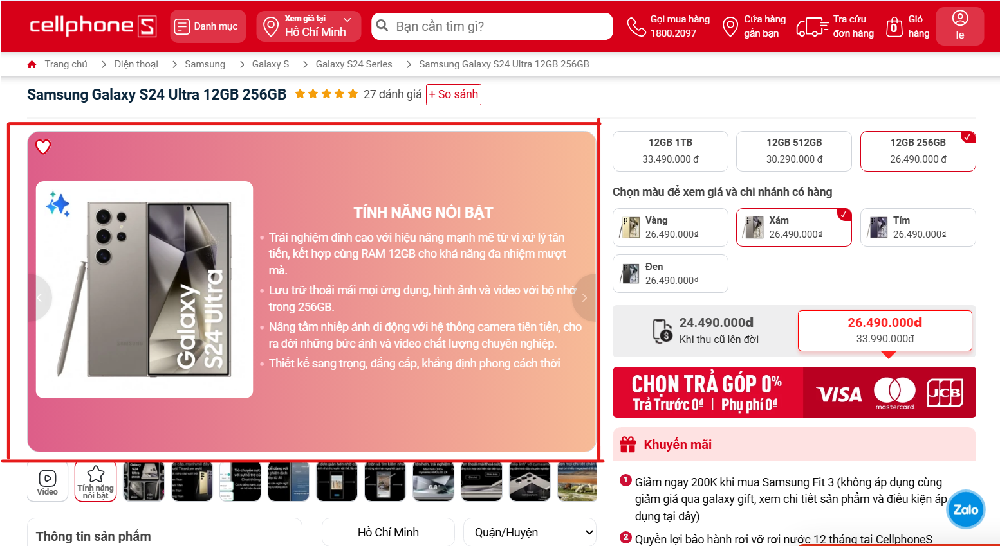 cellphoneS
Danh mục
Xem giá tại
Hồ Chí Minh
Bạn cần tìm gì?
Gọi mua hàng
1800.2097
Cửa hàng
gần bạn
Tra cứu
đơn hàng
0
Giỏ
hàng
le
Trang chủ
Điện thoại
Samsung
Galaxy S
Galaxy S24 Series
Samsung Galaxy S24 Ultra 12GB 256GB
Samsung Galaxy S24 Ultra 12GB 256GB
27 đánh giá
+ So sánh
SAMSUNG
Galaxy
S24 Ultra
TÍNH NĂNG NỔI BẬT
Trải nghiệm đỉnh cao với hiệu năng mạnh mẽ từ vi xử lý tân
tiến, kết hợp cùng RAM 12GB cho khả năng đa nhiệm mượt
mà.
Lưu trữ thoải mái mọi ứng dụng, hình ảnh và video với bộ nhớ
trong 256GB.
Nâng tầm nhiếp ảnh di động với hệ thống camera tiên tiến, cho
ra đời những bức ảnh và video chất lượng chuyên nghiệp.
Thiết kế sang trọng, đẳng cấp, khẳng định phong cách thời
Video
Tính năng
nổi bật
Galaxy
S24 Ultra
6.8"
Thông tin sản phẩm
Hồ Chí Minh
Quận/Huyện
12GB 1TB
33.490.000 đ
12GB 512GB
30.290.000 đ
12GB 256GB
26.490.000 đ
Chọn màu để xem giá và chi nhánh có hàng
Vàng
26.490.000₫
Xám
26.490.000₫
Tím
26.490.000₫
Đen
26.490.000₫
24.490.000đ
Khi thu cũ lên đời
26.490.000đ
33.990.000đ
CHỌN TRẢ GÓP 0%
Trả Trước 0₫ | Phụ phí 0₫
VISA
mastercard
JCB
Khuyến mãi
1 Giảm ngay 200K khi mua Samsung Fit 3 (không áp dụng cùng
giảm giá qua galaxy gift, xem chi tiết sản phẩm và điều kiện áp
dụng tại đây)
2 Quyền lợi bảo hành rơi vỡ rơi nước 12 tháng tại CellphoneS
Zalo